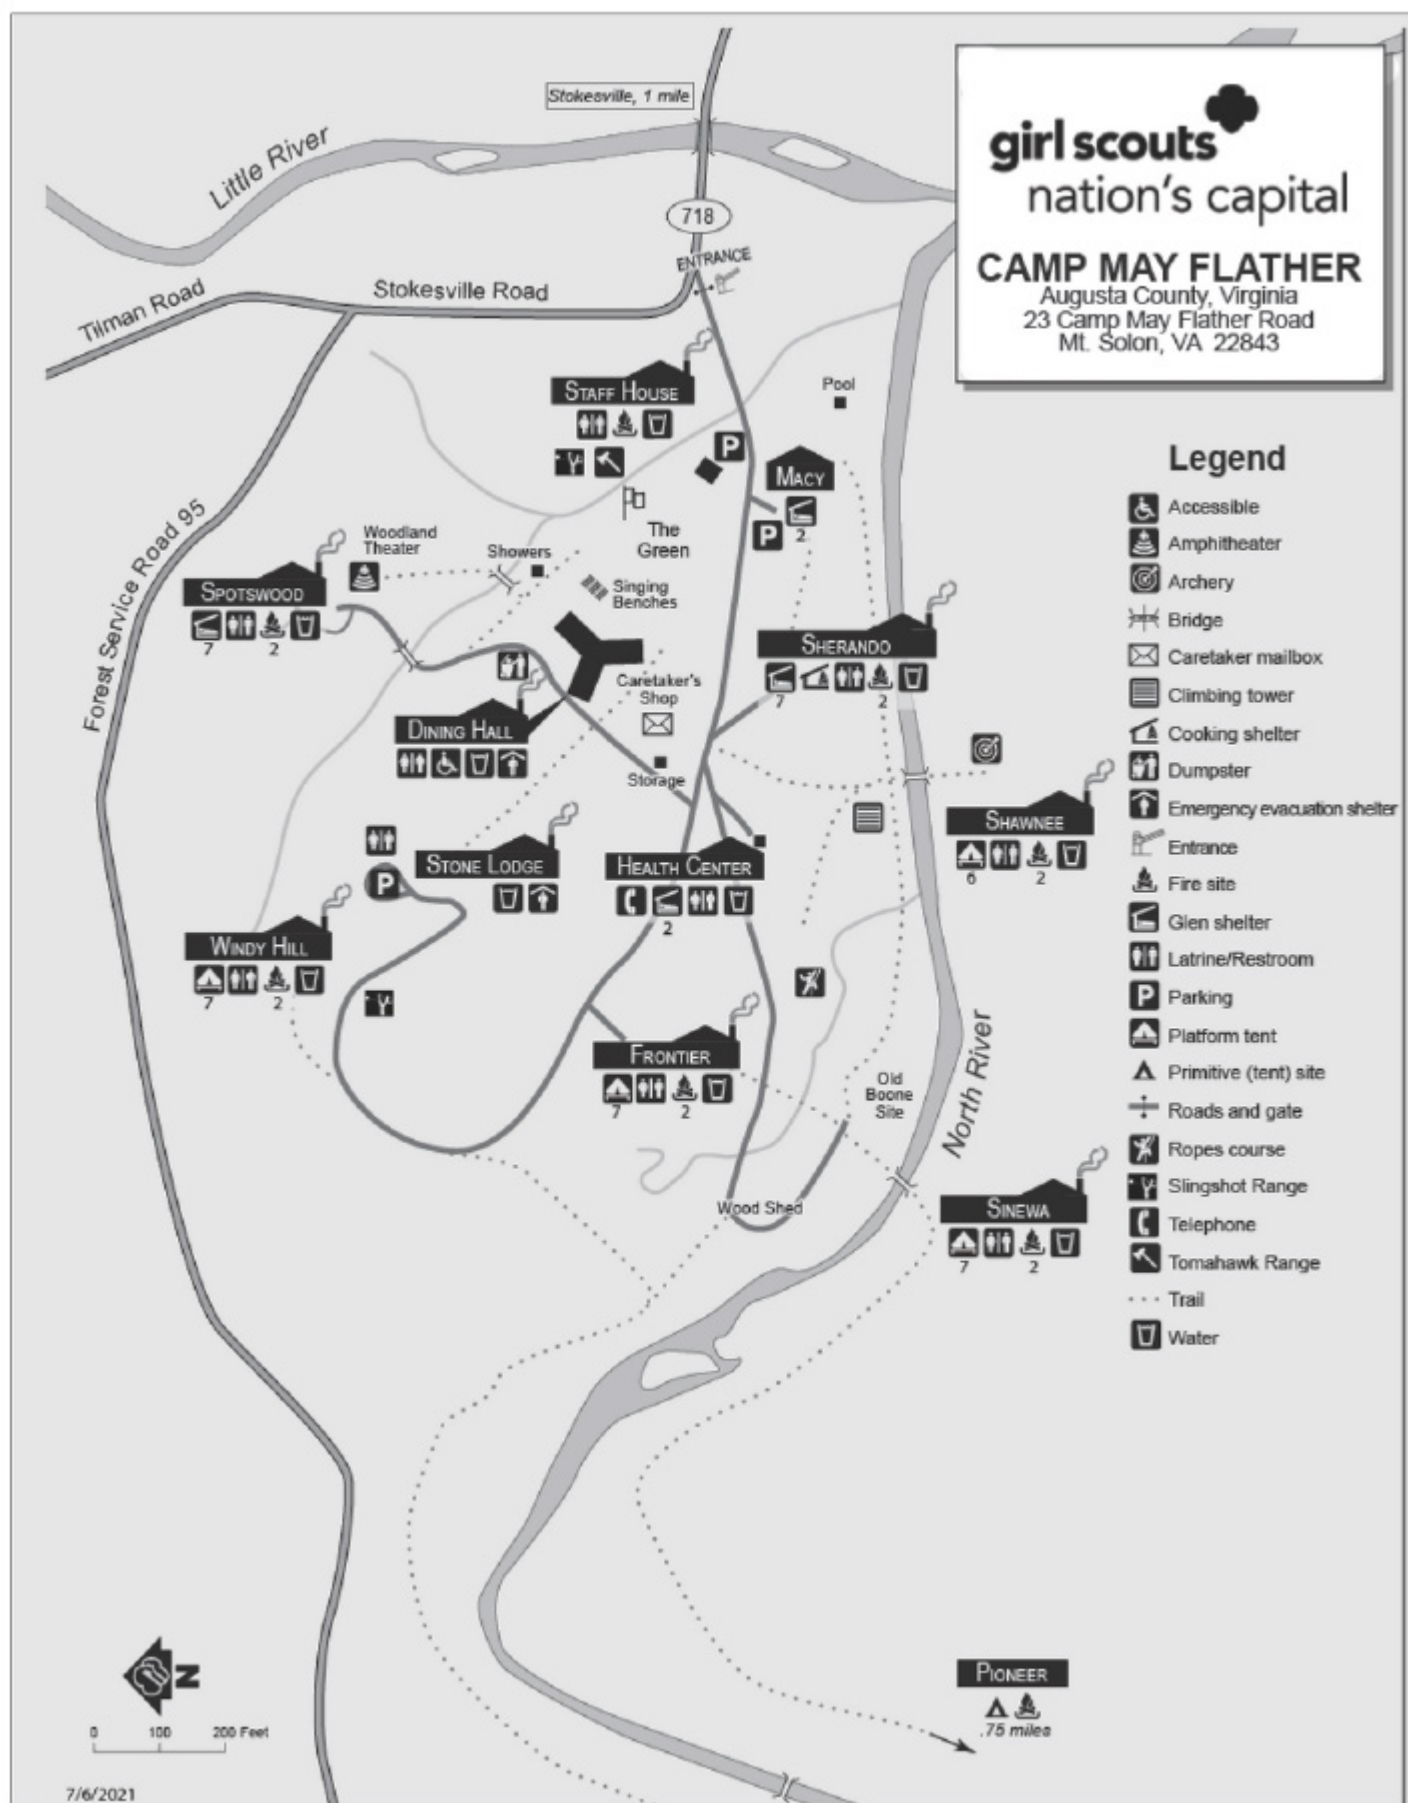 Stokesville, 1 mile
Little River
718
ENTRANCE
Tilman Road
Stokesville Road
girl scouts
nation's capital
CAMP MAY FLATHER
Augusta County, Virginia
23 Camp May Flather Road
Mt. Solon, VA 22843
STAFF HOUSE
Pool
P
MACY
2
P
The
Green
Forest Service Road 95
Woodland
Theater
Showers
Singing
Benches
SPOTSWOOD
7
2
SHERANDO
7
2
Caretaker's
Shop
DINING HALL
Storage
STONE LODGE
P
HEALTH CENTER
2
SHAWNEE
6
2
WINDY HILL
7
2
FRONTIER
7
2
Old
Boone
Site
North River
Wood Shed
SINEWA
7
2
PIONEER
.75 miles
Legend
Accessible
Amphitheater
Archery
Bridge
Caretaker mailbox
Climbing tower
Cooking shelter
Dumpster
Emergency evacuation shelter
Entrance
Fire site
Glen shelter
Latrine/Restroom
P Parking
Platform tent
Primitive (tent) site
Roads and gate
Ropes course
Slingshot Range
Telephone
Tomahawk Range
Trail
Water
N
0 100 200 Feet
7/6/2021